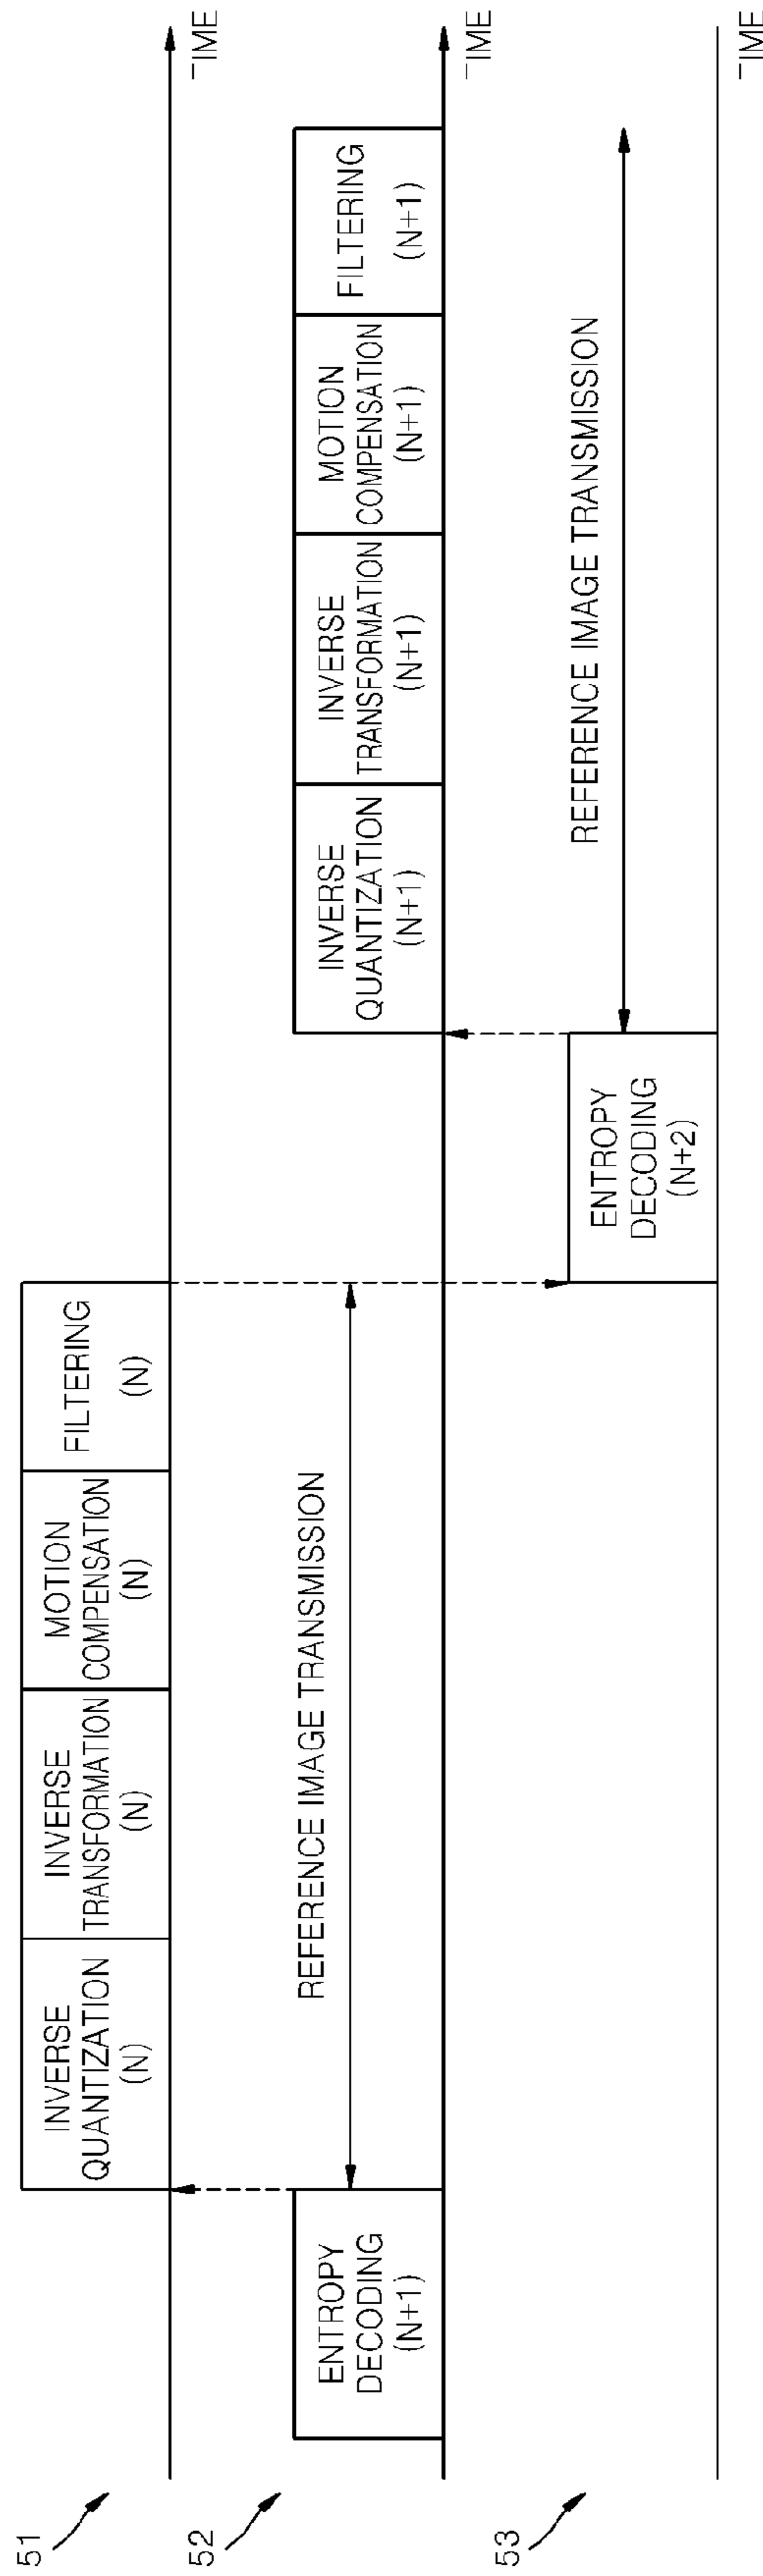 51
INVERSE
QUANTIZATION
(N)
INVERSE
TRANSFORMATION
(N)
MOTION
COMPENSATION
(N)
FILTERING
(N)
TIME
52
ENTROPY
DECODING
(N+1)
REFERENCE IMAGE TRANSMISSION
INVERSE
QUANTIZATION
(N+1)
INVERSE
TRANSFORMATION
(N+1)
MOTION
COMPENSATION
(N+1)
FILTERING
(N+1)
TIME
53
ENTROPY
DECODING
(N+2)
REFERENCE IMAGE TRANSMISSION
TIME